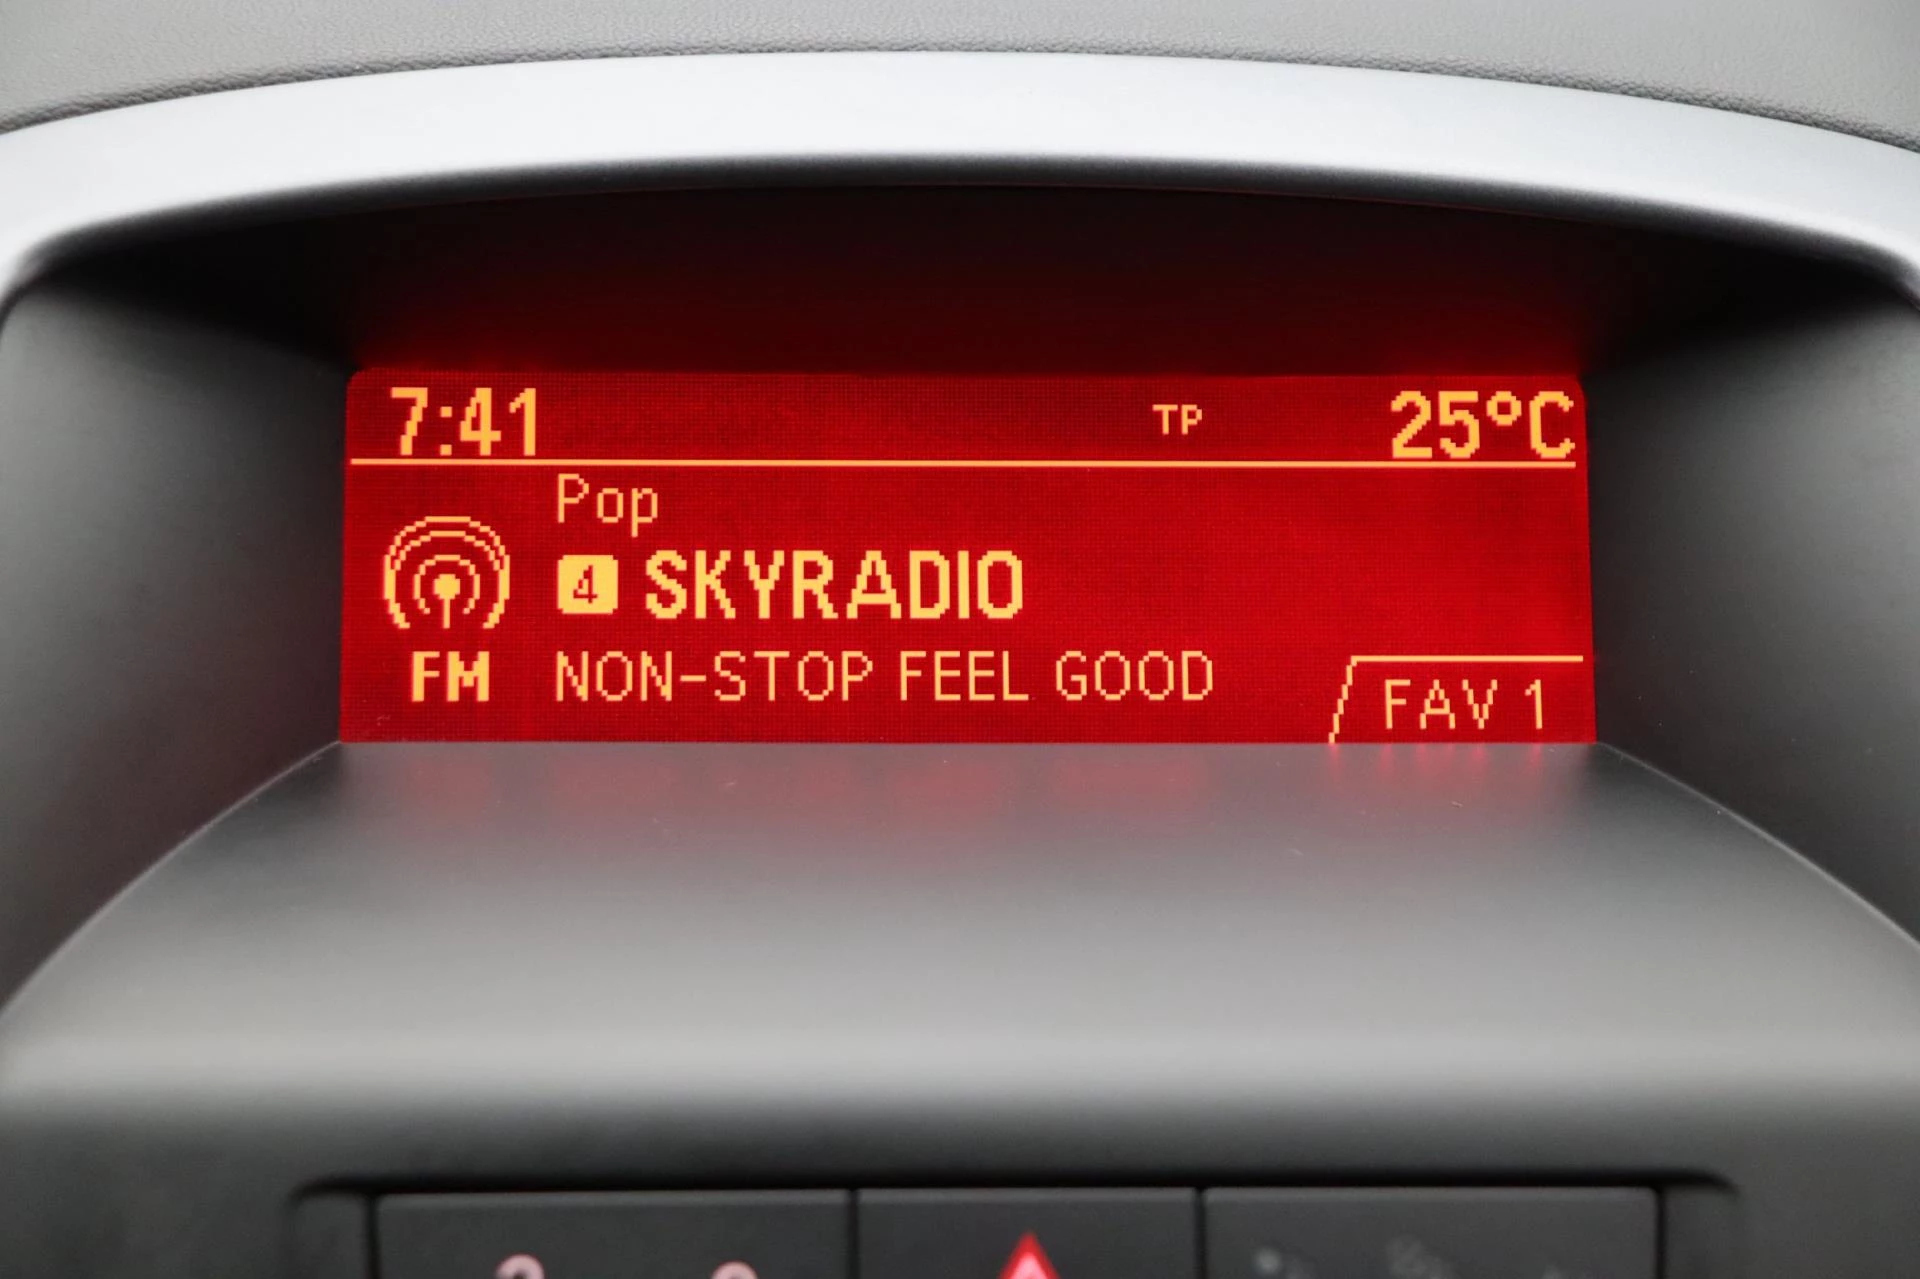 7:41 TP 25°C
Pop
4 SKYRADIO
FM NON-STOP FEEL GOOD
FAV 1